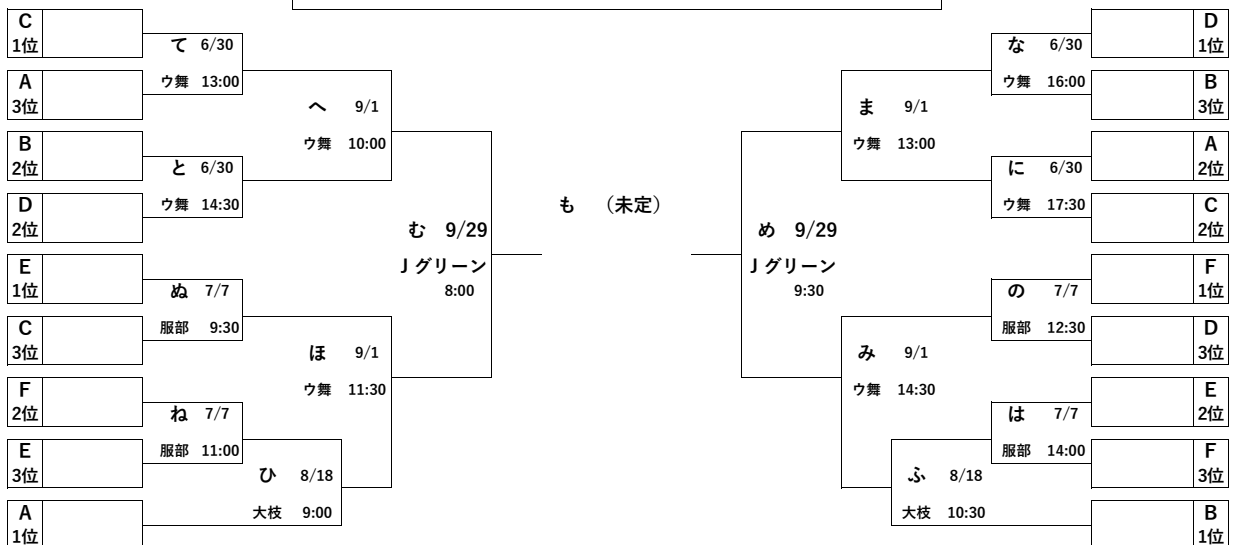 C
1位
て 6/30
ウ舞 13:00
A
3位
へ 9/1
ウ舞 10:00
B
2位
と 6/30
ウ舞 14:30
D
2位
む 9/29
Jグリーン
8:00
E
1位
ぬ 7/7
服部 9:30
C
3位
ほ 9/1
ウ舞 11:30
F
2位
ね 7/7
服部 11:00
E
3位
ひ 8/18
大枝 9:00
A
1位
も （未定）
D
1位
な 6/30
ウ舞 16:00
B
3位
ま 9/1
ウ舞 13:00
A
2位
に 6/30
ウ舞 17:30
C
2位
め 9/29
Jグリーン
9:30
F
1位
の 7/7
服部 12:30
D
3位
み 9/1
ウ舞 14:30
E
2位
は 7/7
服部 14:00
F
3位
ふ 8/18
大枝 10:30
B
1位